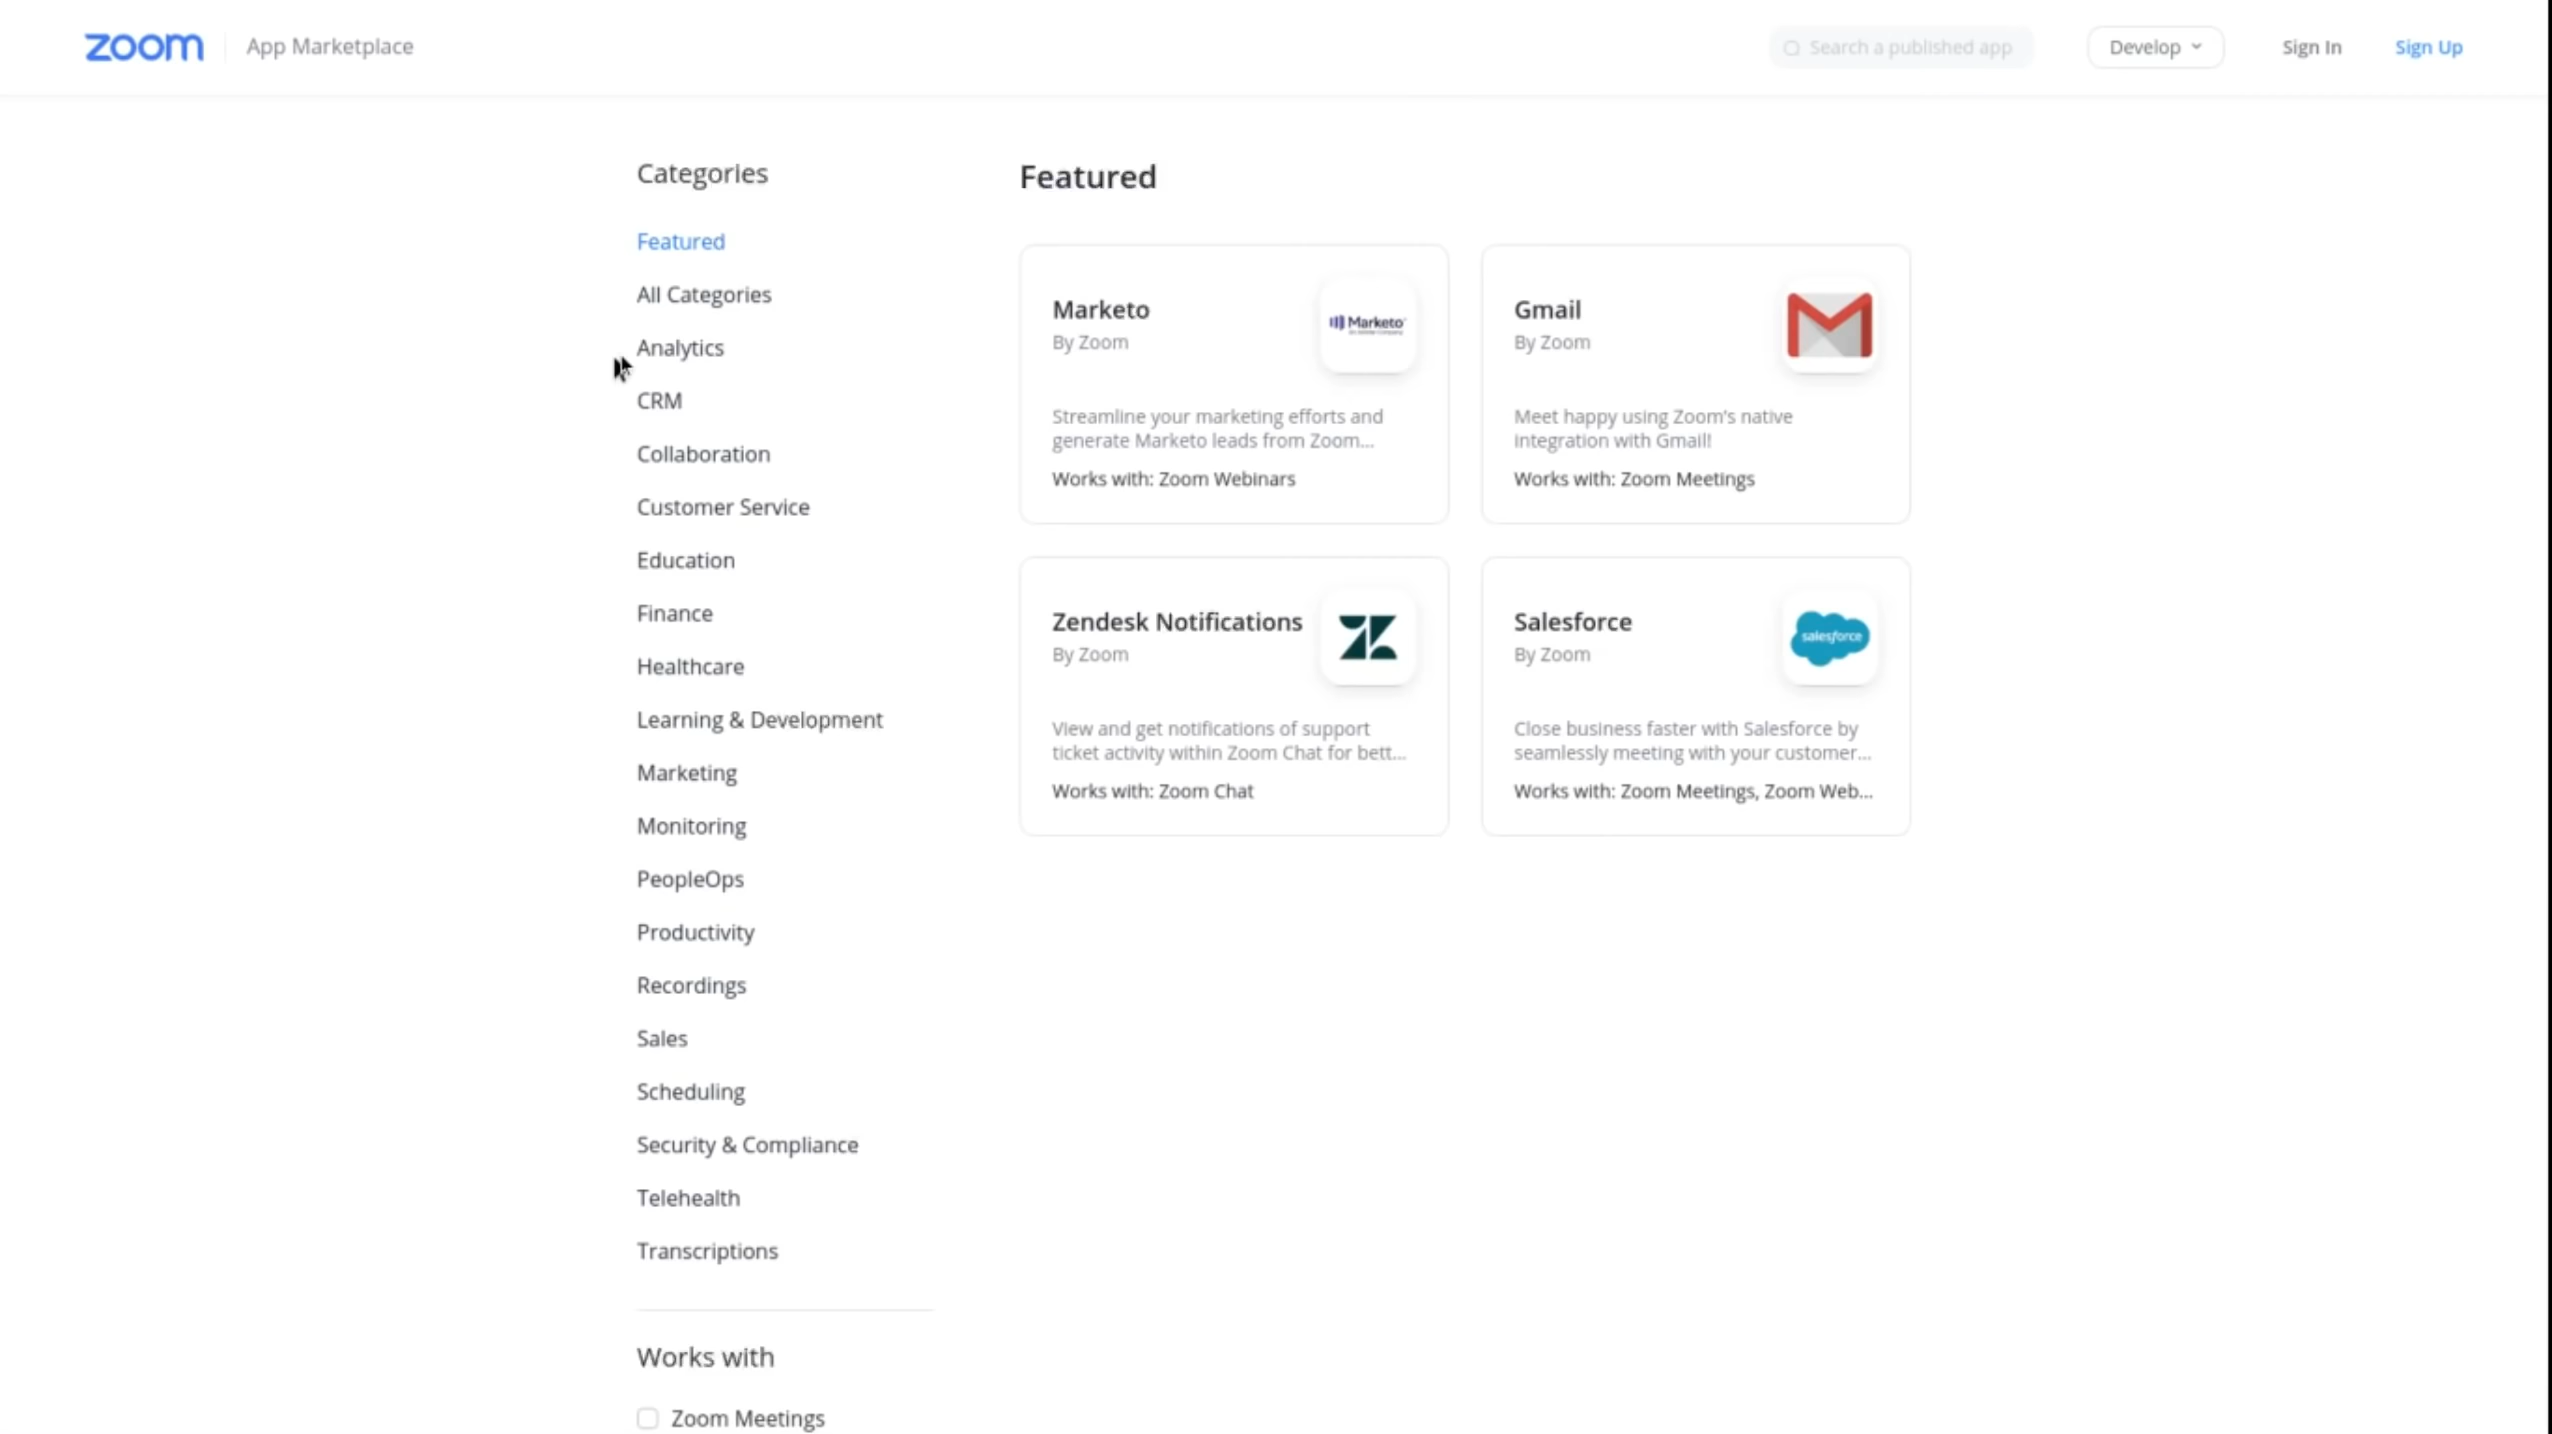 zoom App Marketplace
Search a published app
Develop
Sign In
Sign Up
Categories
Featured
All Categories
Analytics
CRM
Collaboration
Customer Service
Education
Finance
Healthcare
Learning & Development
Marketing
Monitoring
PeopleOps
Productivity
Recordings
Sales
Scheduling
Security & Compliance
Telehealth
Transcriptions
Works with
Zoom Meetings
Featured
Marketo
By Zoom
Marketo
Streamline your marketing efforts and
generate Marketo leads from Zoom...
Works with: Zoom Webinars
Gmail
By Zoom
Meet happy using Zoom's native
integration with Gmail!
Works with: Zoom Meetings
Zendesk Notifications
By Zoom
View and get notifications of support
ticket activity within Zoom Chat for bett...
Works with: Zoom Chat
Salesforce
By Zoom
salesforce
Close business faster with Salesforce by
seamlessly meeting with your customer...
Works with: Zoom Meetings, Zoom Web...